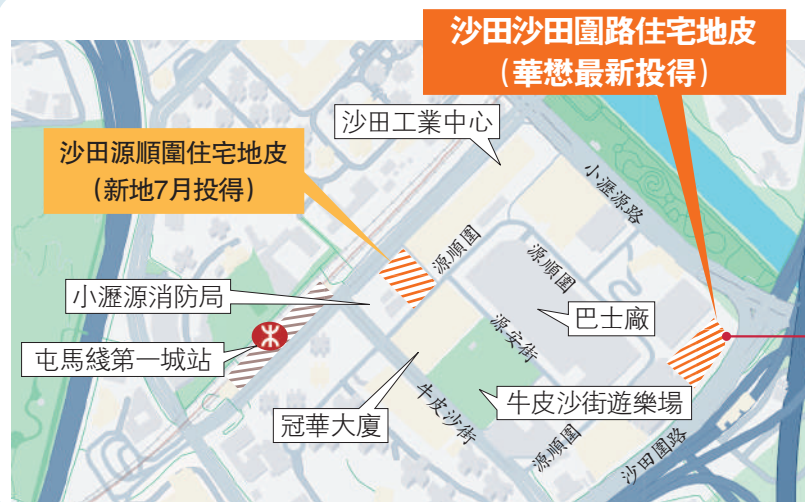 沙田沙田圍路住宅地皮
（華懋最新投得）
沙田工業中心
沙田源順圍住宅地皮
（新地7月投得）
小瀝源路
源順圍
源順圍
小瀝源消防局
巴士廠
源安街
屯馬綫第一城站
牛皮沙街遊樂場
冠華大廈
牛皮沙街
源順圍
沙田圍路